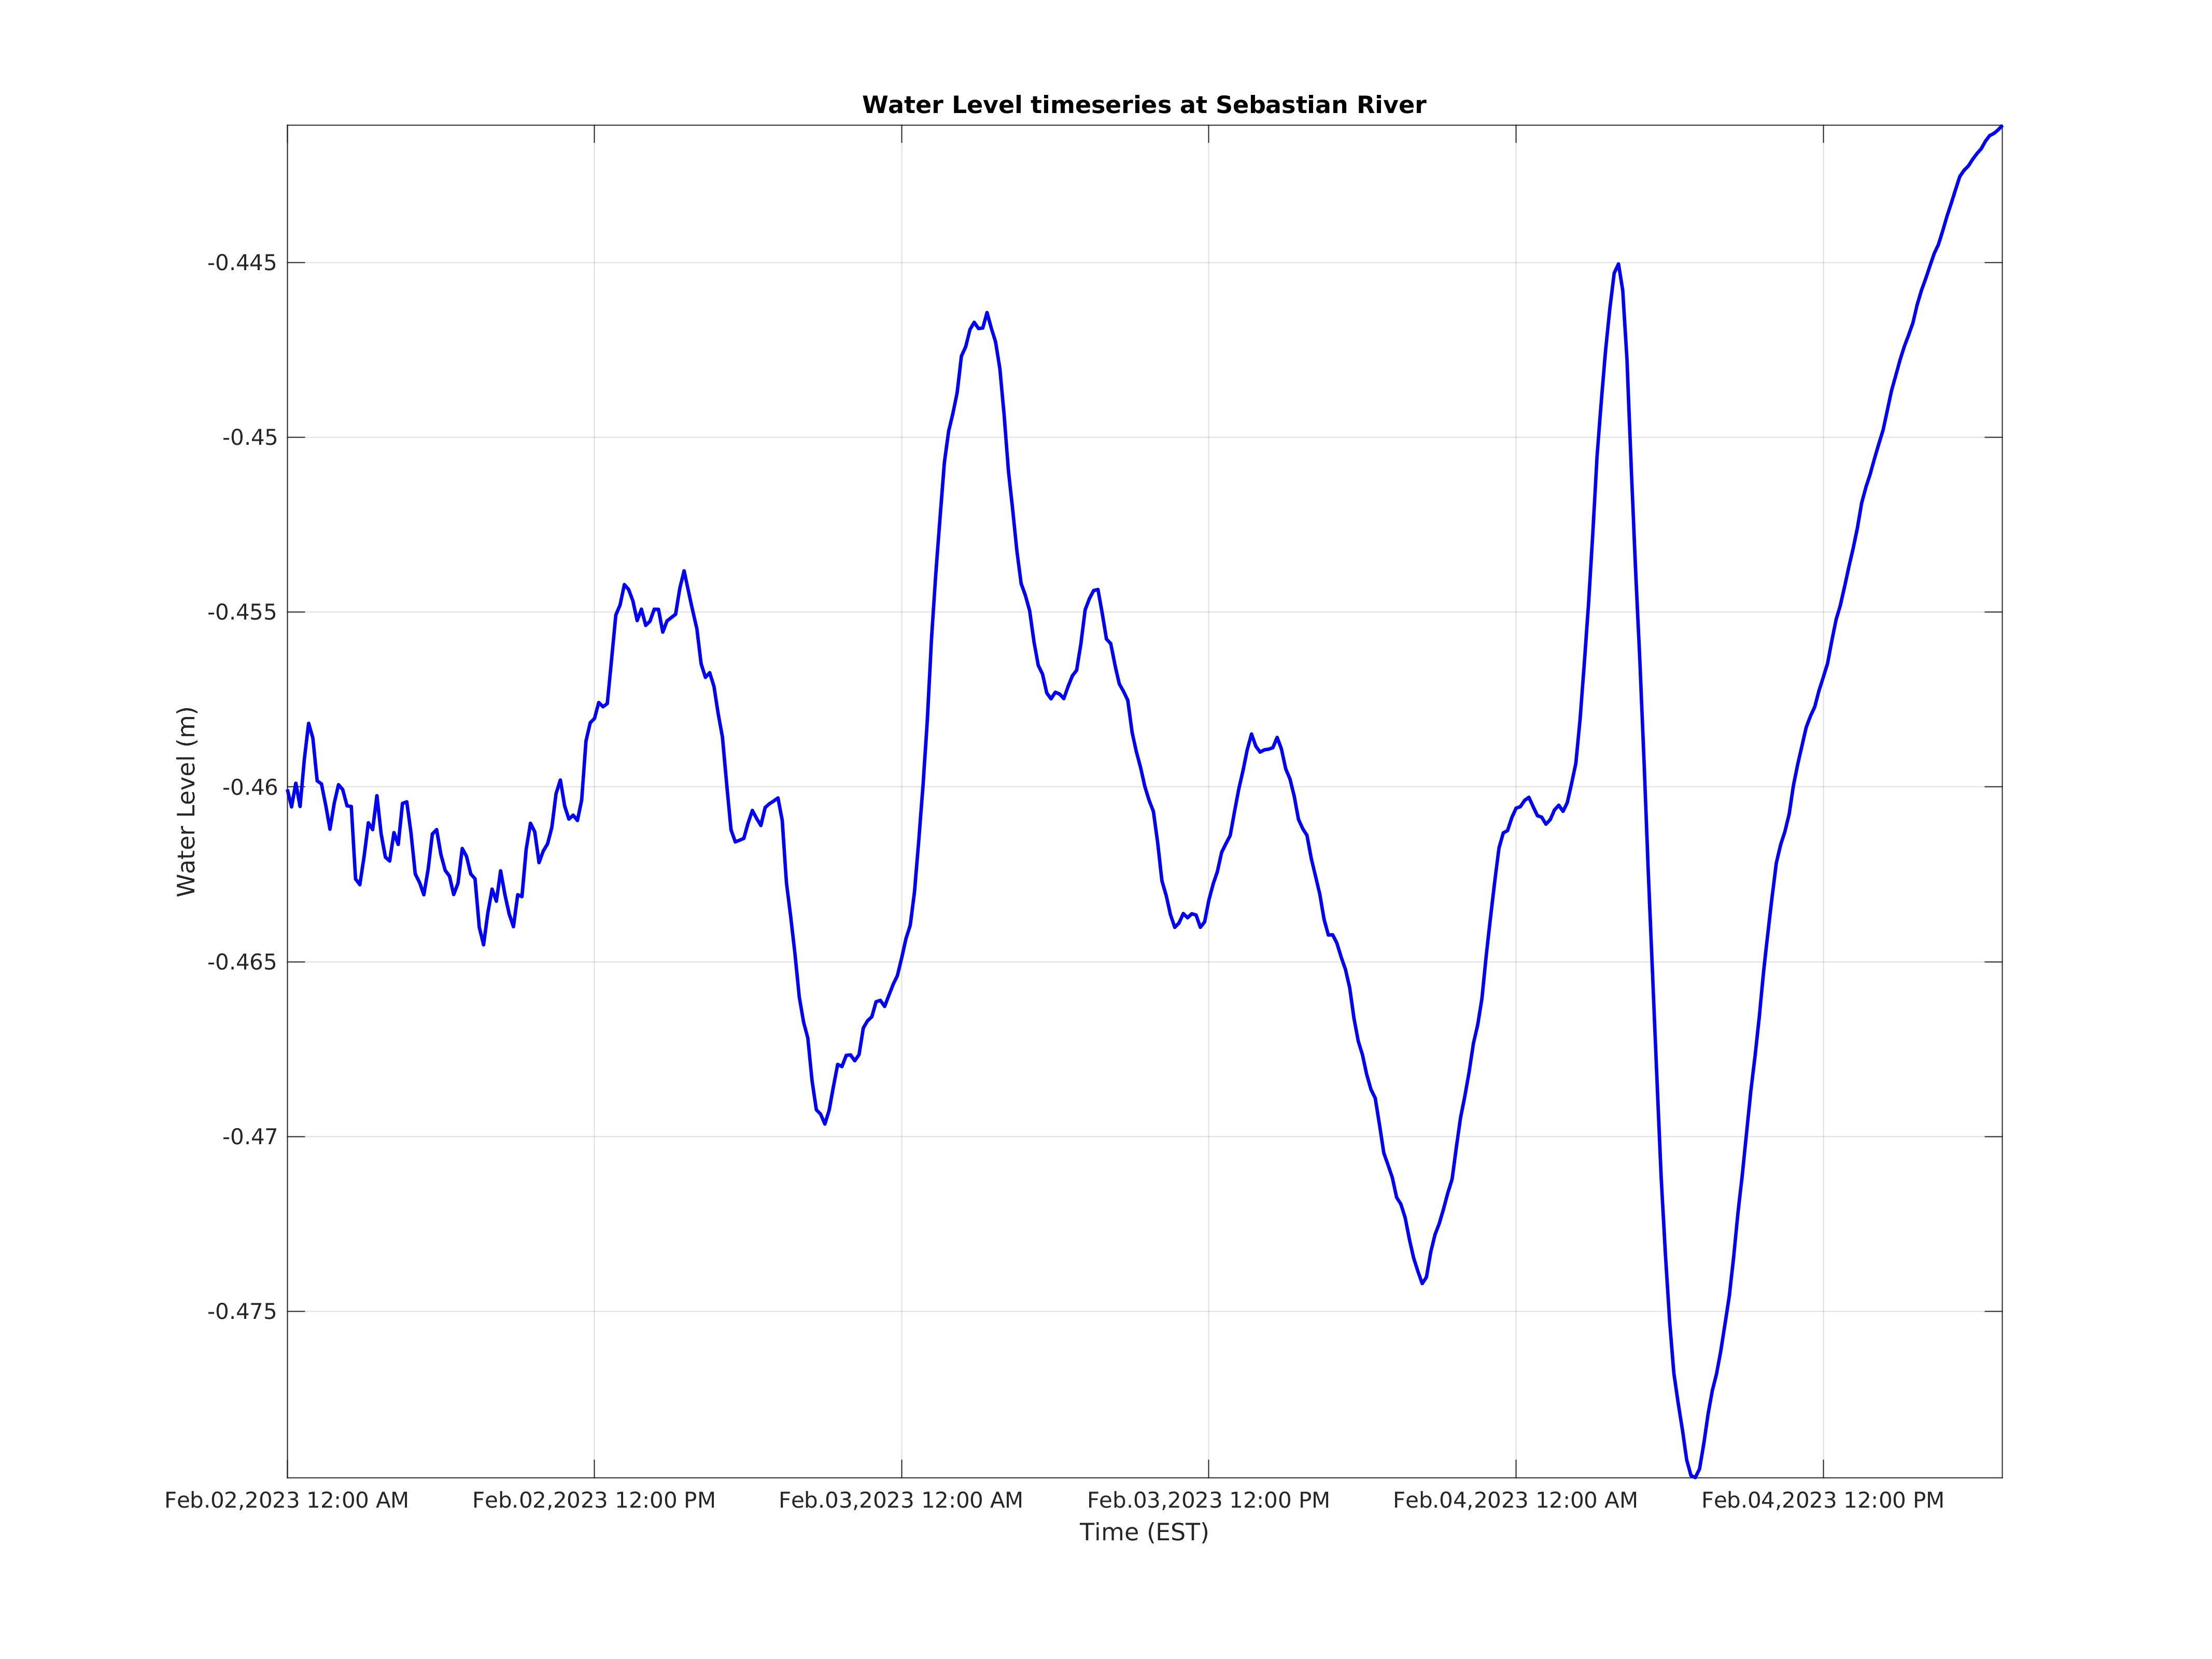 Water Level timeseries at Sebastian River
-0.445
-0.45
-0.455
-0.46
-0.465
-0.47
-0.475
Water Level (m)
Feb.02,2023 12:00 AM
Feb.02,2023 12:00 PM
Feb.03,2023 12:00 AM
Feb.03,2023 12:00 PM
Feb.04,2023 12:00 AM
Feb.04,2023 12:00 PM
Time (EST)